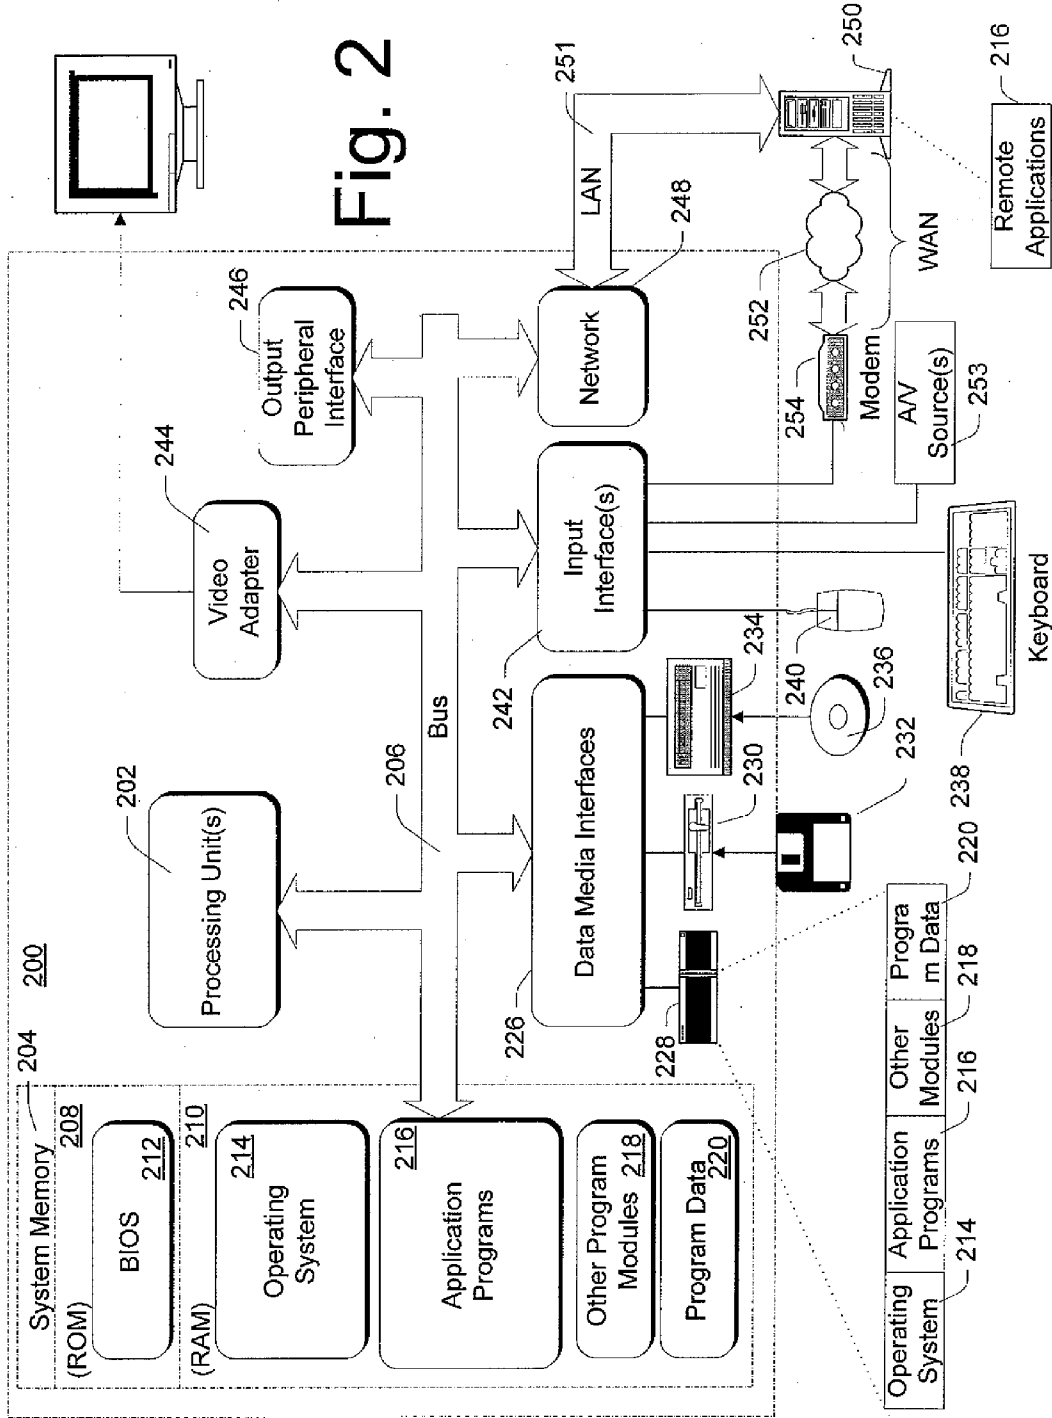 Fig. 2
200
System Memory
204
(ROM)
208
BIOS
212
(RAM)
210
Operating
System
214
Application
Programs
216
Other Program
Modules
218
Program Data
220
Processing Unit(s)
202
Bus
206
Video
Adapter
244
Output
Peripheral
Interface
246
Data Media Interfaces
226
Input
Interface(s)
242
Network
248
LAN
251
250
Remote
Applications
216
WAN
252
Modem
254
A/V
Source(s)
253
228
230
234
240
236
232
Keyboard
238
Operating
System
214
Application
Programs
216
Other
Modules
218
Progra
m Data
220